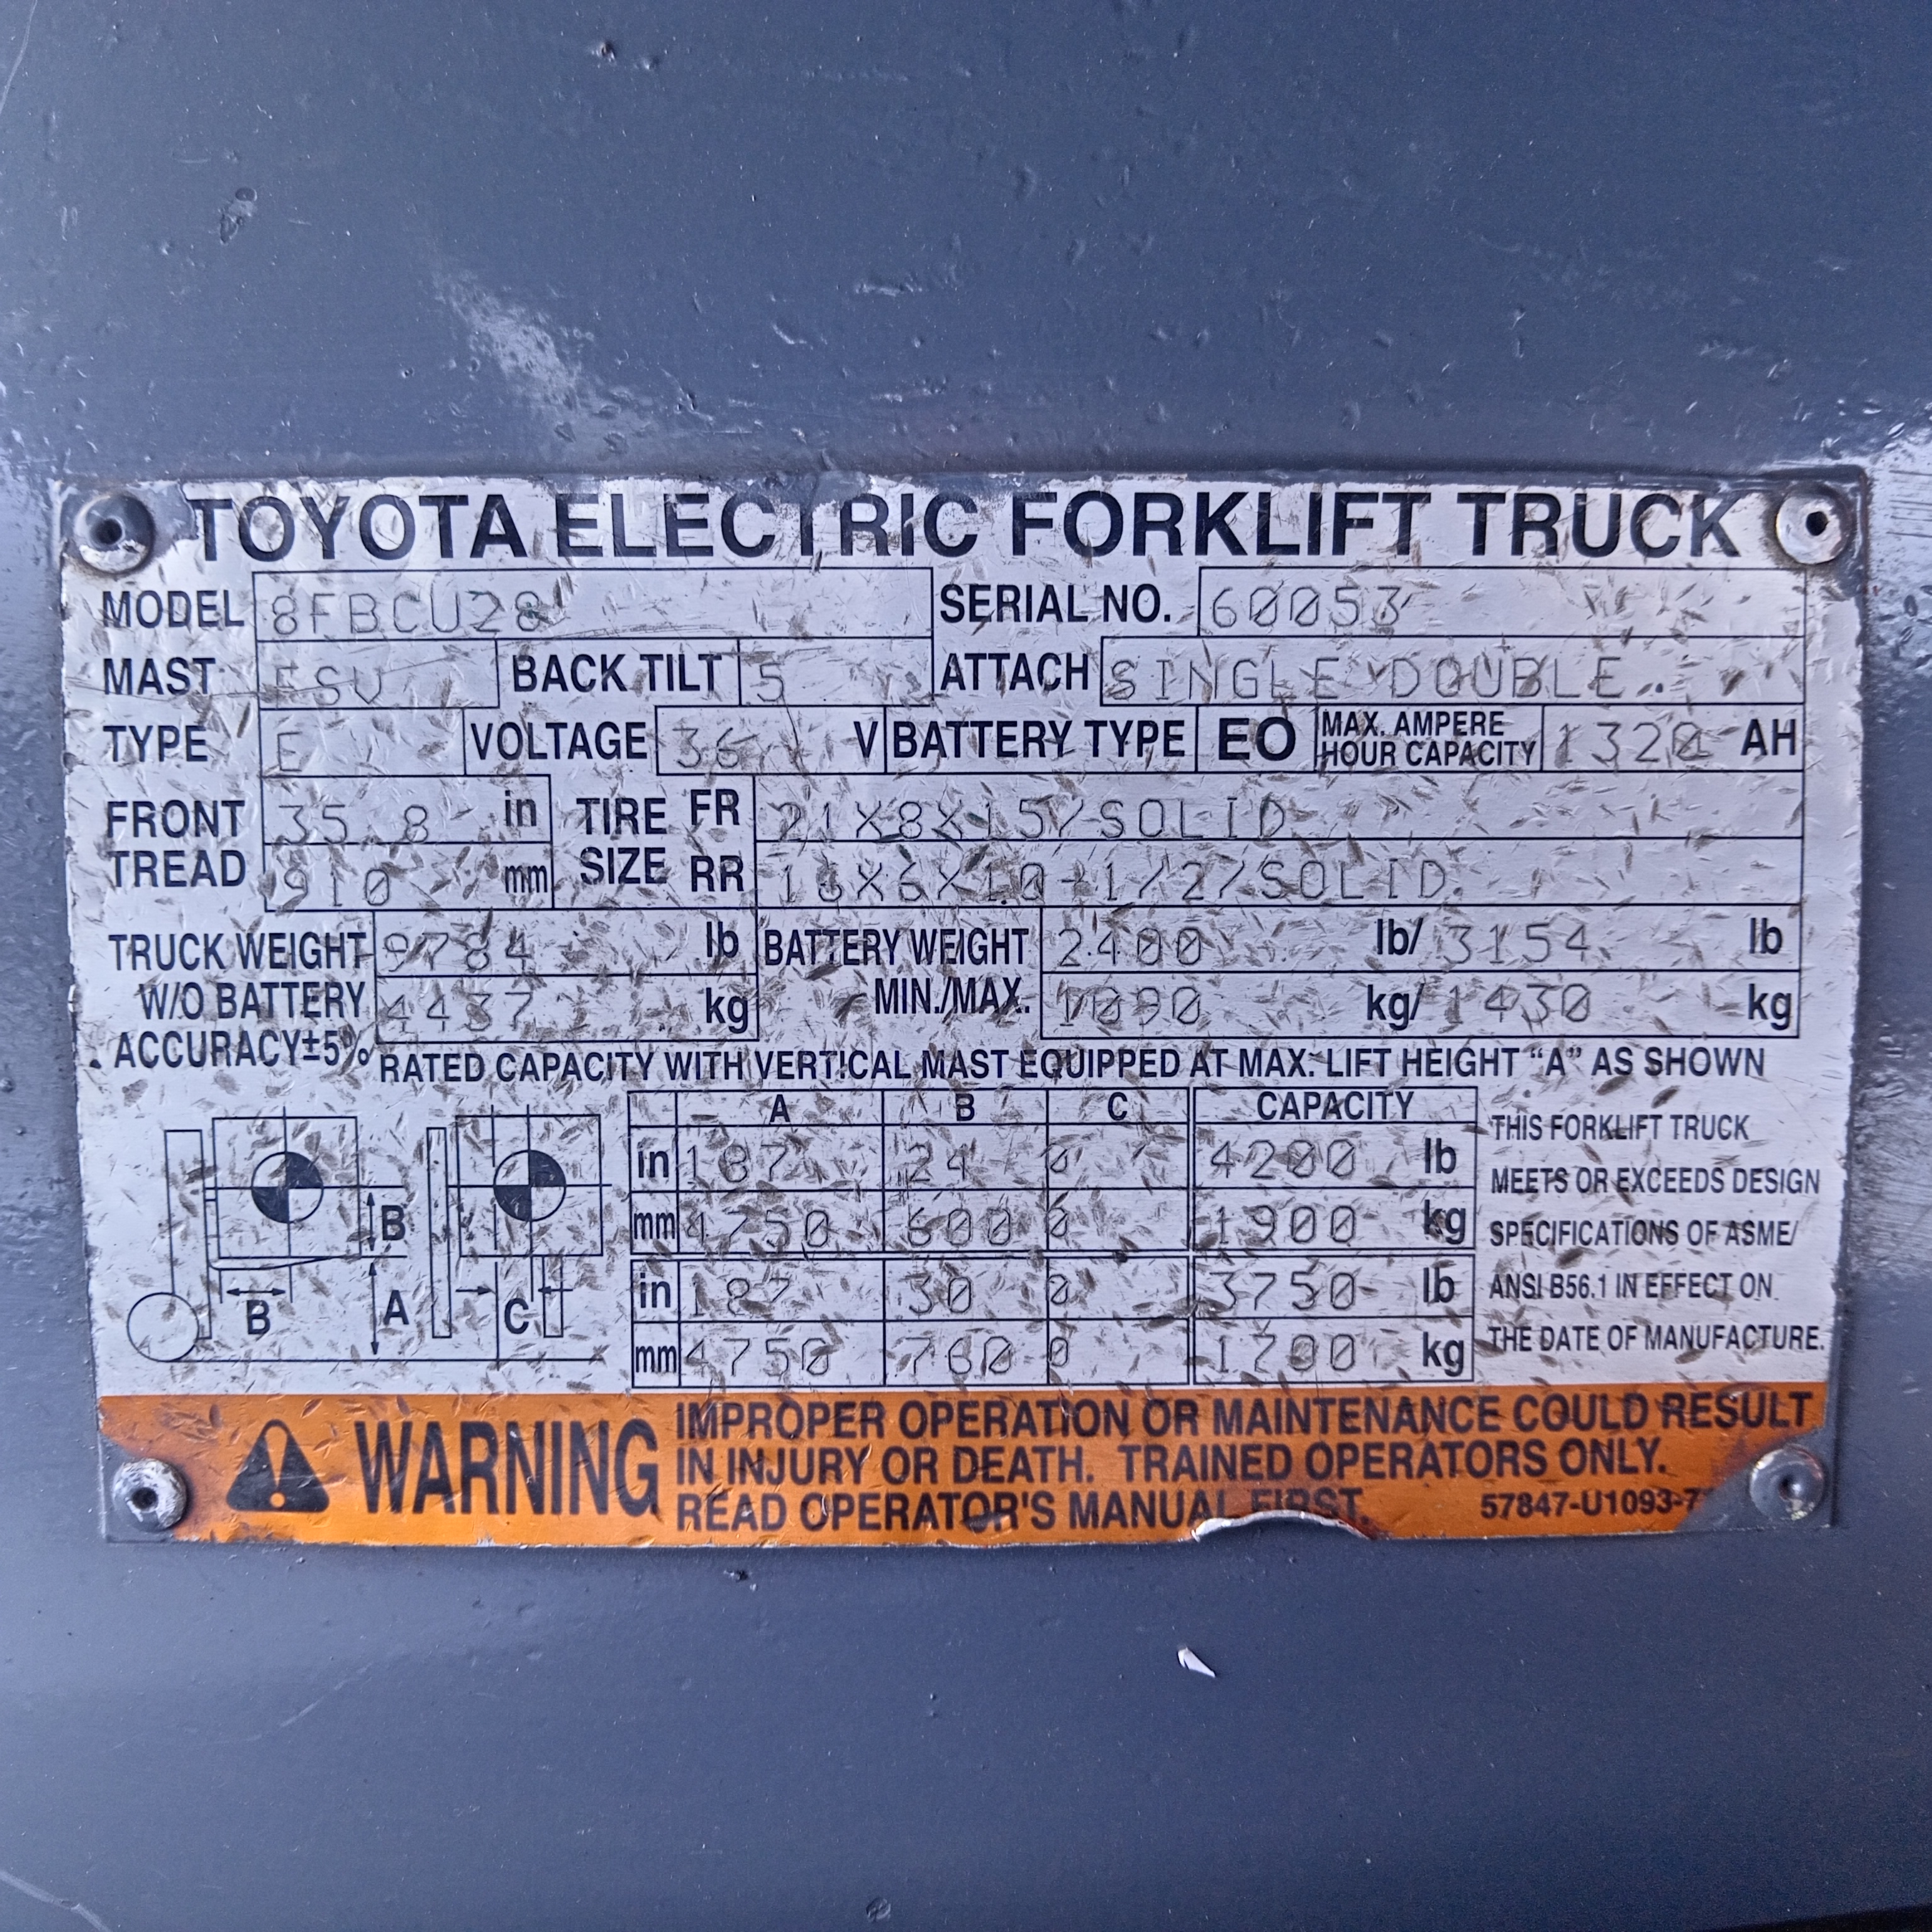 TOYOTA ELECTRIC FORKLIFT TRUCK
MODEL 8FBCU28 SERIAL NO. 60053
MAST FSV BACK TILT 5 ATTACH SINGLE DOUBLE
TYPE E VOLTAGE 36 V BATTERY TYPE EO MAX. AMPERE HOUR CAPACITY 1320 AH
FRONT TREAD 35.8 in TIRE SIZE FR 21X8X15/SOLID
910 mm RR 16X6X10-1/2/SOLID
TRUCK WEIGHT 9784 lb BATTERY WEIGHT 2400 lb/ 3154 lb
W/O BATTERY 4437 kg MIN./MAX. 1090 kg/ 1430 kg
ACCURACY±5%
RATED CAPACITY WITH VERTICAL MAST EQUIPPED AT MAX. LIFT HEIGHT “A” AS SHOWN
A B C CAPACITY
in 187 24 0 4200 lb
mm 4750 600 0 1900 kg
in 187 30 0 3750 lb
mm 4750 760 0 1700 kg
B
B A C
THIS FORKLIFT TRUCK
MEETS OR EXCEEDS DESIGN
SPECIFICATIONS OF ASME/
ANSI B56.1 IN EFFECT ON
THE DATE OF MANUFACTURE.
WARNING
IMPROPER OPERATION OR MAINTENANCE COULD RESULT
IN INJURY OR DEATH. TRAINED OPERATORS ONLY.
READ OPERATOR'S MANUAL FIRST.